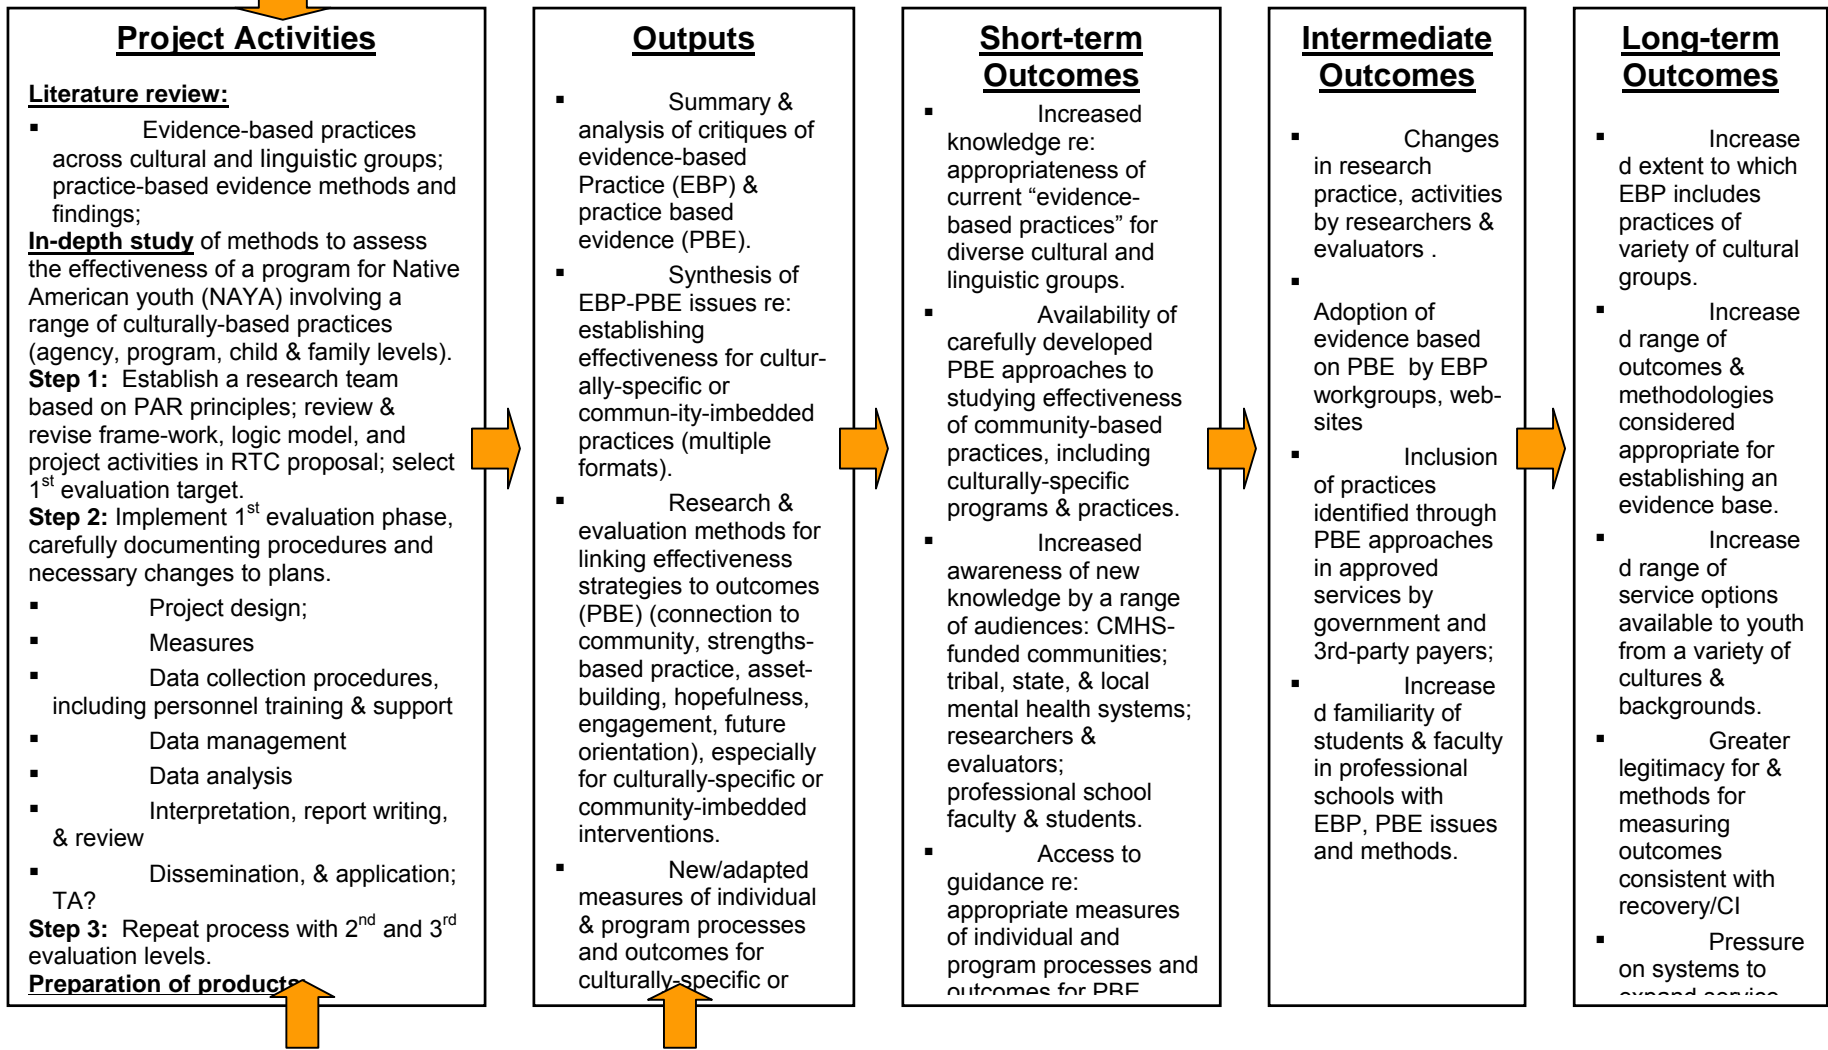 Project Activities
Literature review:
▪ Evidence-based practices
across cultural and linguistic groups;
practice-based evidence methods and
findings;
In-depth study of methods to assess
the effectiveness of a program for Native
American youth (NAYA) involving a
range of culturally-based practices
(agency, program, child & family levels).
Step 1: Establish a research team
based on PAR principles; review &
revise frame-work, logic model, and
project activities in RTC proposal; select
1st evaluation target.
Step 2: Implement 1st evaluation phase,
carefully documenting procedures and
necessary changes to plans.
▪ Project design;
▪ Measures
▪ Data collection procedures,
including personnel training & support
▪ Data management
▪ Data analysis
▪ Interpretation, report writing,
& review
▪ Dissemination, & application;
TA?
Step 3: Repeat process with 2nd and 3rd
evaluation levels.
Preparation of products:
Outputs
▪ Summary &
analysis of critiques of
evidence-based
Practice (EBP) &
practice based
evidence (PBE).
▪ Synthesis of
EBP-PBE issues re:
establishing
effectiveness for cultur-
ally-specific or
commun-ity-imbedded
practices (multiple
formats).
▪ Research &
evaluation methods for
linking effectiveness
strategies to outcomes
(PBE) (connection to
community, strengths-
based practice, asset-
building, hopefulness,
engagement, future
orientation), especially
for culturally-specific or
community-imbedded
interventions.
▪ New/adapted
measures of individual
& program processes
and outcomes for
culturally-specific or
Short-term
Outcomes
▪ Increased
knowledge re:
appropriateness of
current “evidence-
based practices” for
diverse cultural and
linguistic groups.
▪ Availability of
carefully developed
PBE approaches to
studying effectiveness
of community-based
practices, including
culturally-specific
programs & practices.
▪ Increased
awareness of new
knowledge by a range
of audiences: CMHS-
funded communities;
tribal, state, & local
mental health systems;
researchers &
evaluators;
professional school
faculty & students.
▪ Access to
guidance re:
appropriate measures
of individual and
program processes and
outcomes for PBE
Intermediate
Outcomes
▪ Changes
in research
practice, activities
by researchers &
evaluators .
▪
Adoption of
evidence based
on PBE by EBP
workgroups, web-
sites
▪ Inclusion
of practices
identified through
PBE approaches
in approved
services by
government and
3rd-party payers;
▪ Increase
d familiarity of
students & faculty
in professional
schools with
EBP, PBE issues
and methods.
Long-term
Outcomes
▪ Increase
d extent to which
EBP includes
practices of
variety of cultural
groups.
▪ Increase
d range of
outcomes &
methodologies
considered
appropriate for
establishing an
evidence base.
▪ Increase
d range of
service options
available to youth
from a variety of
cultures &
backgrounds.
▪ Greater
legitimacy for &
methods for
measuring
outcomes
consistent with
recovery/CI
▪ Pressure
on systems to
expand service